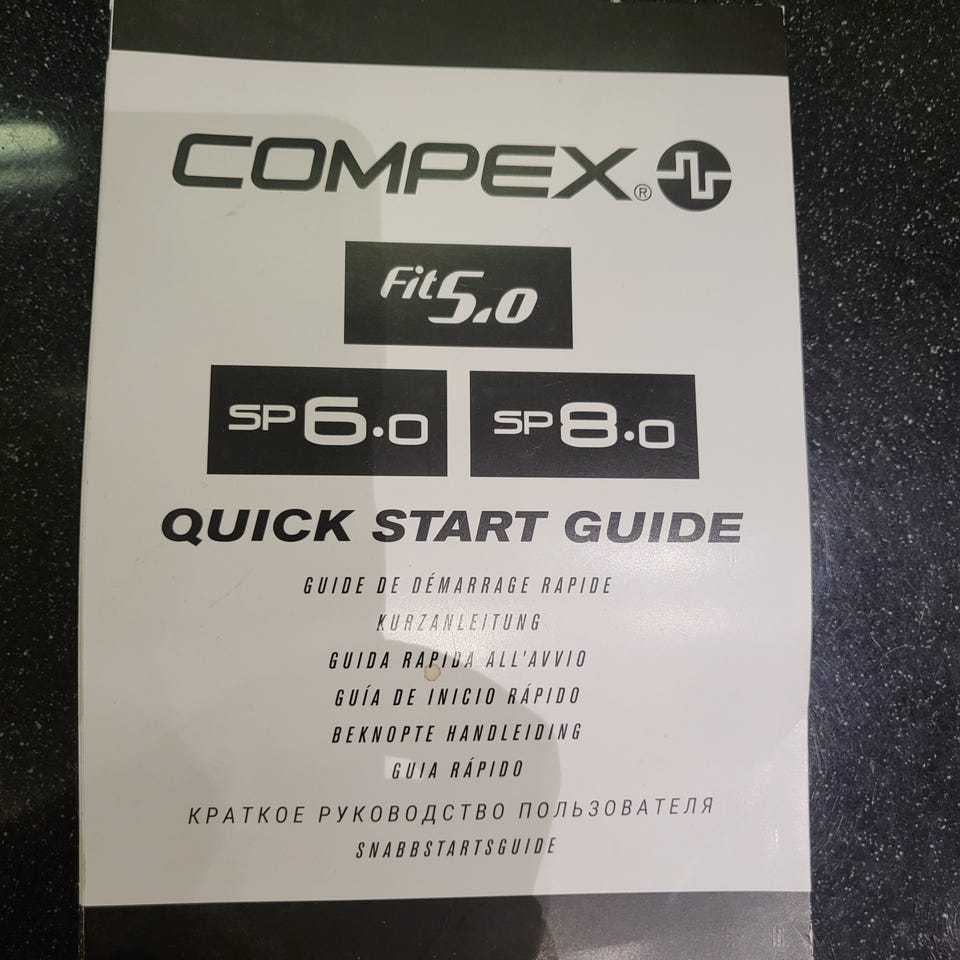 COMPEX®
Fit 5.0
SP 6.0 SP 8.0
QUICK START GUIDE
GUIDE DE DÉMARRAGE RAPIDE
KURZANLEITUNG
GUIDA RAPIDA ALL'AVVIO
GUÍA DE INICIO RÁPIDO
BEKNOPTE HANDLEIDING
GUIA RÁPIDO
КРАТКОЕ РУКОВОДСТВО ПОЛЬЗОВАТЕЛЯ
SNABBSTARTSGUIDE